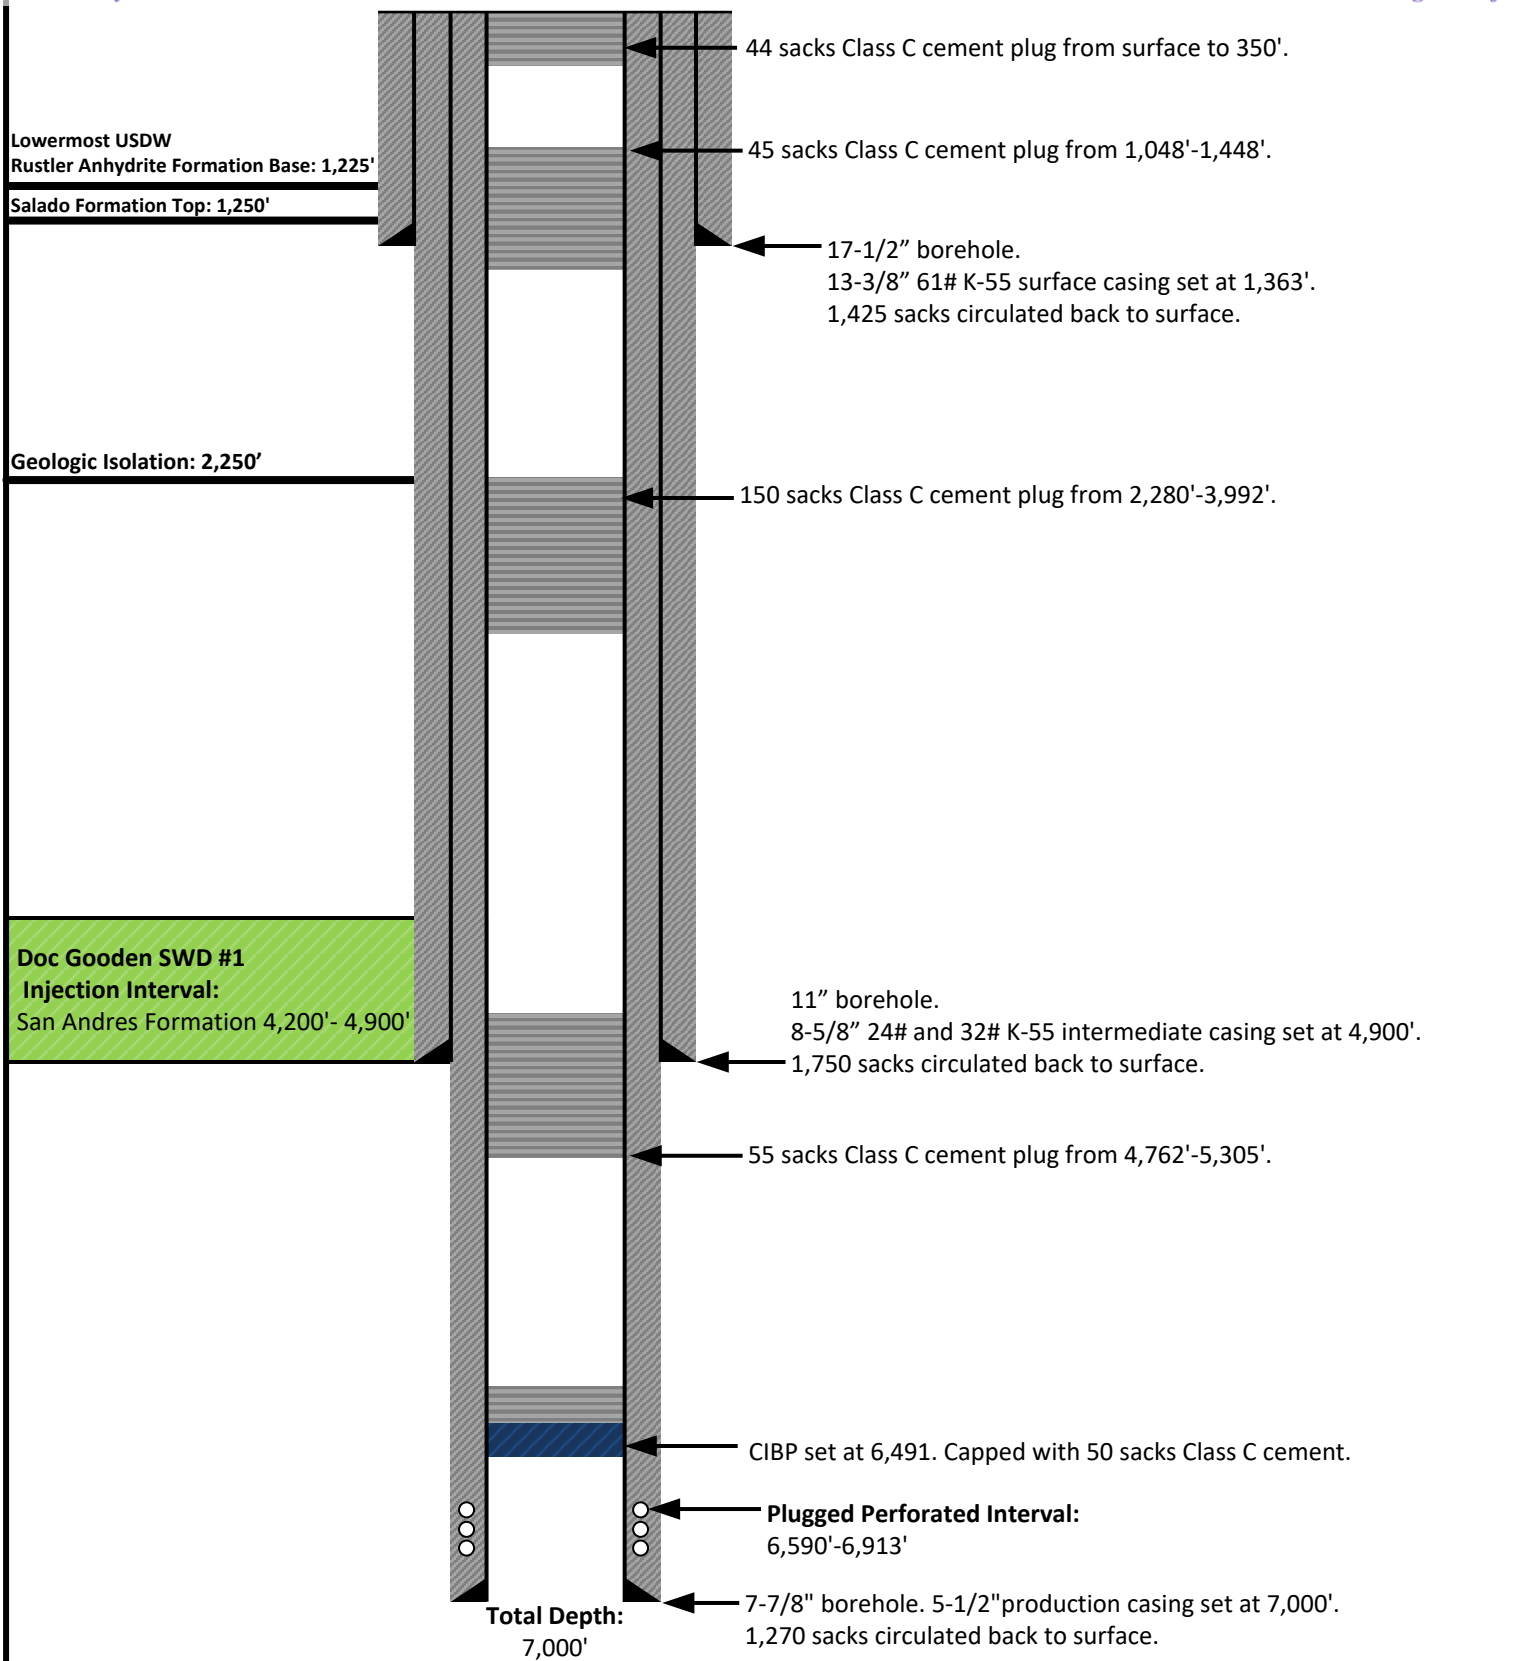 44 sacks Class C cement plug from surface to 350'.
Lowermost USDW
Rustler Anhydrite Formation Base: 1,225'
45 sacks Class C cement plug from 1,048'-1,448'.
Salado Formation Top: 1,250'
17-1/2” borehole.
13-3/8” 61# K-55 surface casing set at 1,363'.
1,425 sacks circulated back to surface.
Geologic Isolation: 2,250’
150 sacks Class C cement plug from 2,280'-3,992'.
Doc Gooden SWD #1
Injection Interval:
San Andres Formation 4,200'- 4,900'
11” borehole.
8-5/8” 24# and 32# K-55 intermediate casing set at 4,900'.
1,750 sacks circulated back to surface.
55 sacks Class C cement plug from 4,762'-5,305'.
CIBP set at 6,491. Capped with 50 sacks Class C cement.
Plugged Perforated Interval:
6,590'-6,913'
7-7/8" borehole. 5-1/2"production casing set at 7,000'.
1,270 sacks circulated back to surface.
Total Depth:
7,000'